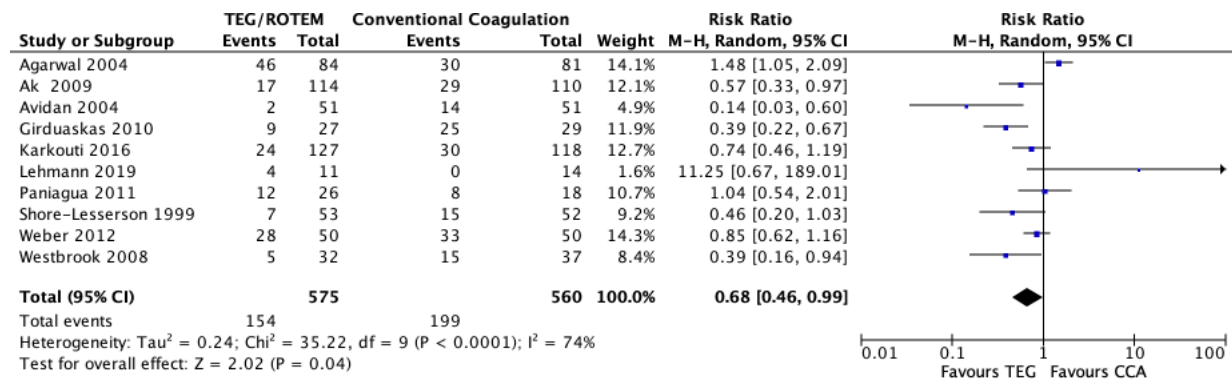 TEG/ROTEM Conventional Coagulation Risk Ratio Risk Ratio
Study or Subgroup Events Total Events Total Weight M-H, Random, 95% CI M-H, Random, 95% CI
Agarwal 2004 46 84 30 81 14.1% 1.48 [1.05, 2.09]
Ak 2009 17 114 29 110 12.1% 0.57 [0.33, 0.97]
Avidan 2004 2 51 14 51 4.9% 0.14 [0.03, 0.60]
Girduaskas 2010 9 27 25 29 11.9% 0.39 [0.22, 0.67]
Karkouti 2016 24 127 30 118 12.7% 0.74 [0.46, 1.19]
Lehmann 2019 4 11 0 14 1.6% 11.25 [0.67, 189.01]
Paniagua 2011 12 26 8 18 10.7% 1.04 [0.54, 2.01]
Shore-Lesserson 1999 7 53 15 52 9.2% 0.46 [0.20, 1.03]
Weber 2012 28 50 33 50 14.3% 0.85 [0.62, 1.16]
Westbrook 2008 5 32 15 37 8.4% 0.39 [0.16, 0.94]
Total (95% CI) 575 560 100.0% 0.68 [0.46, 0.99]
Total events 154 199
Heterogeneity: Tau² = 0.24; Chi² = 35.22, df = 9 (P < 0.0001); I² = 74%
Test for overall effect: Z = 2.02 (P = 0.04)
0.01 0.1 1 10 100
Favours TEG Favours CCA